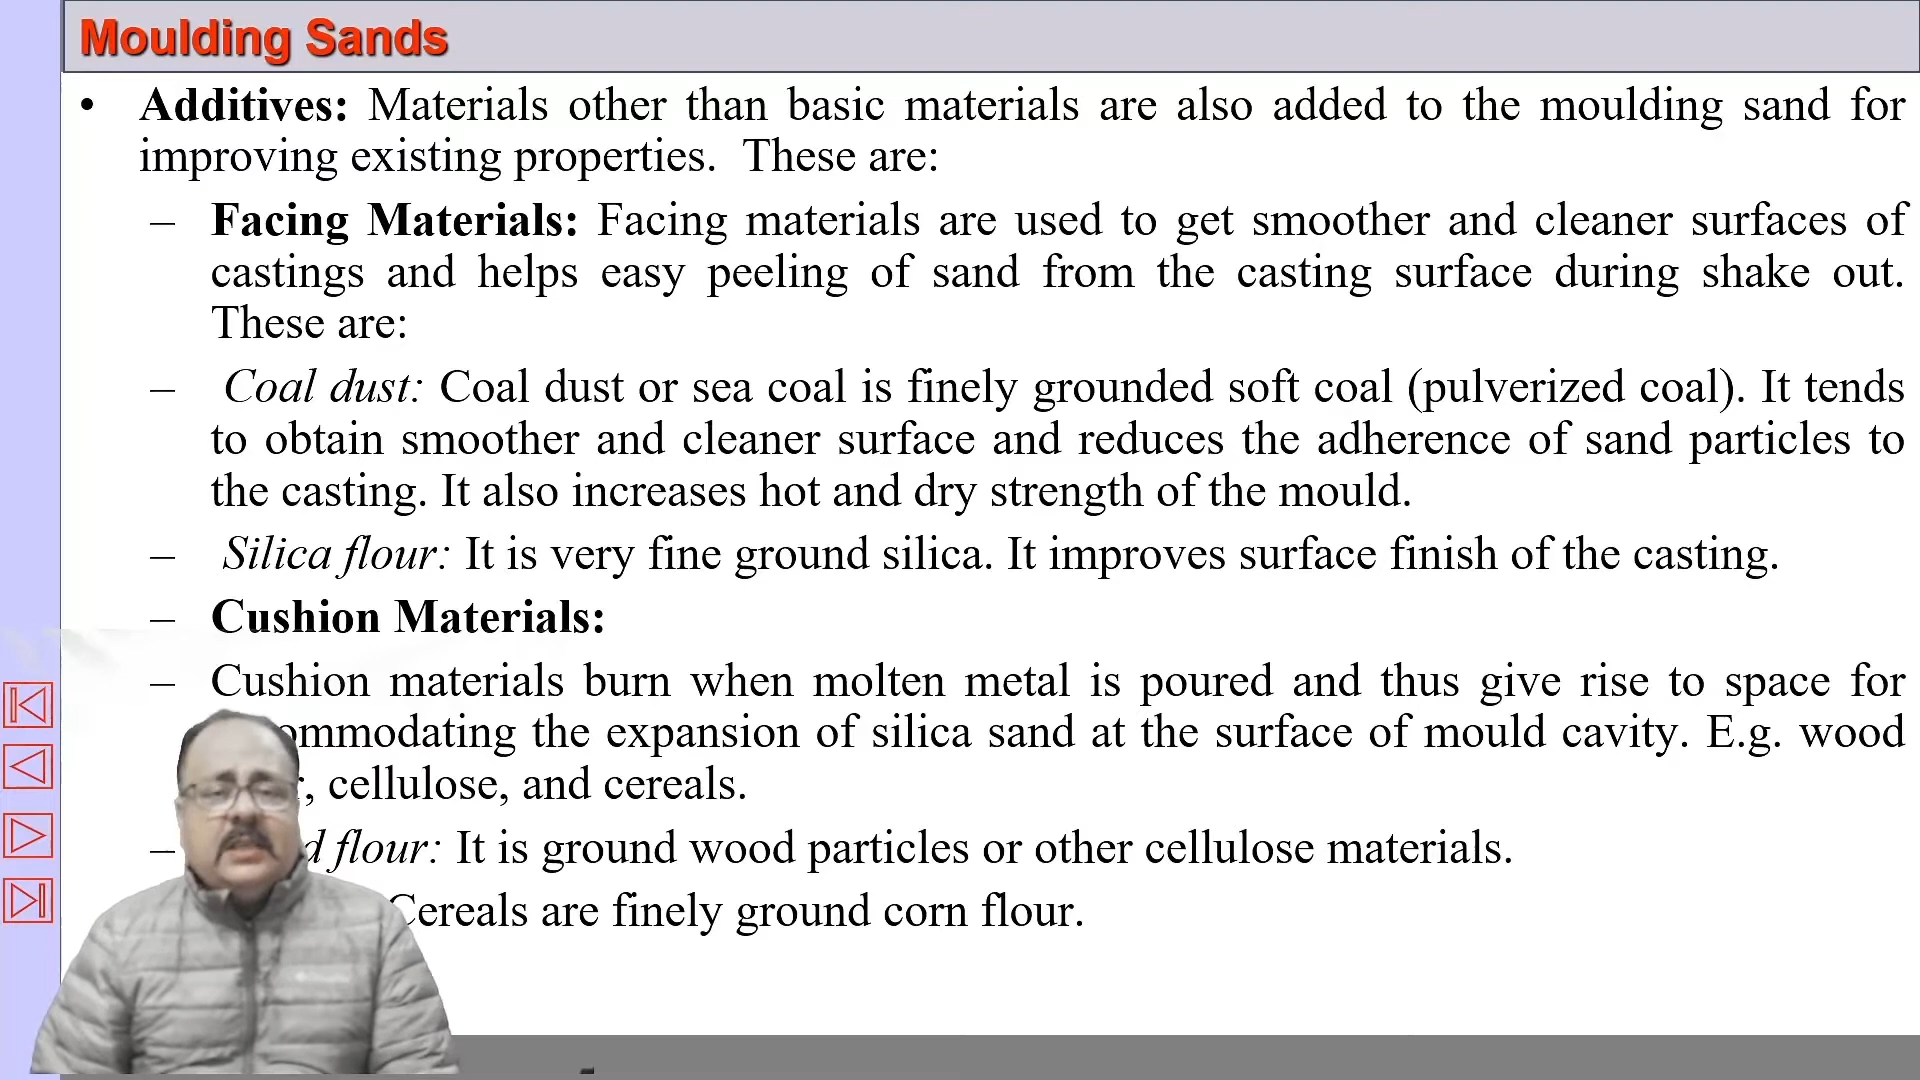 Moulding Sands
• Additives: Materials other than basic materials are also added to the moulding sand for
improving existing properties. These are:
– Facing Materials: Facing materials are used to get smoother and cleaner surfaces of
castings and helps easy peeling of sand from the casting surface during shake out.
These are:
– Coal dust: Coal dust or sea coal is finely grounded soft coal (pulverized coal). It tends
to obtain smoother and cleaner surface and reduces the adherence of sand particles to
the casting. It also increases hot and dry strength of the mould.
– Silica flour: It is very fine ground silica. It improves surface finish of the casting.
– Cushion Materials:
– Cushion materials burn when molten metal is poured and thus give rise to space for
ommodating the expansion of silica sand at the surface of mould cavity. E.g. wood
, cellulose, and cereals.
– d flour: It is ground wood particles or other cellulose materials.
Cereals are finely ground corn flour.